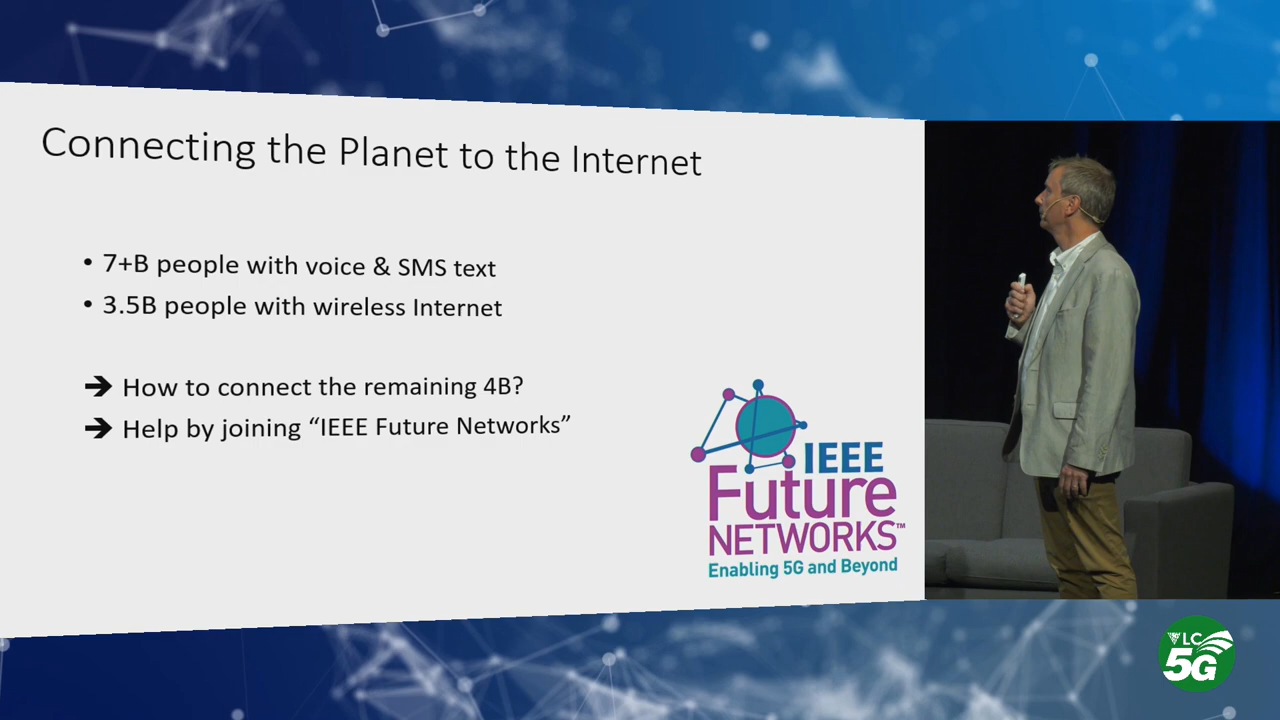 Connecting the Planet to the Internet
• 7+B people with voice & SMS text
• 3.5B people with wireless Internet
➔ How to connect the remaining 4B?
➔ Help by joining “IEEE Future Networks”
IEEE
Future
NETWORKS™
Enabling 5G and Beyond
LC
5G